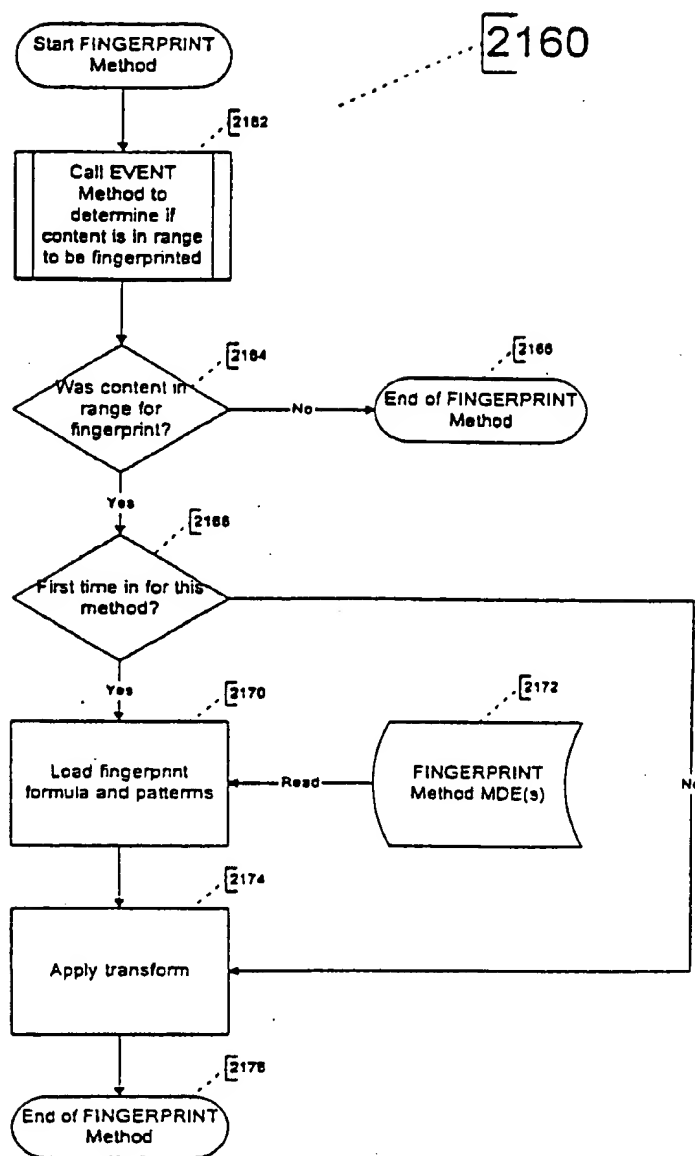 Start FINGERPRINT
Method
2160
2162
Call EVENT
Method to
determine if
content is in range
to be fingerprinted
2164
Was content in
range for
fingerprint?
No
2166
End of FINGERPRINT
Method
Yes
2168
First time in for this
method?
Yes
2170
Load fingerprint
formula and patterms
Read
2172
FINGERPRINT
Method MDE(s)
No
2174
Apply transform
2176
End of FINGERPRINT
Method